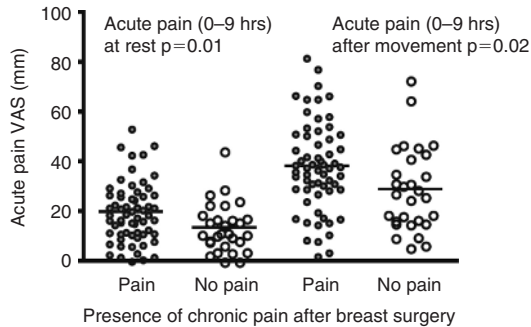 Acute pain (0–9 hrs)
at rest p=0.01
Acute pain (0–9 hrs)
after movement p=0.02
Acute pain VAS (mm)
100
80
60
40
20
0
Pain
No pain
Pain
No pain
Presence of chronic pain after breast surgery